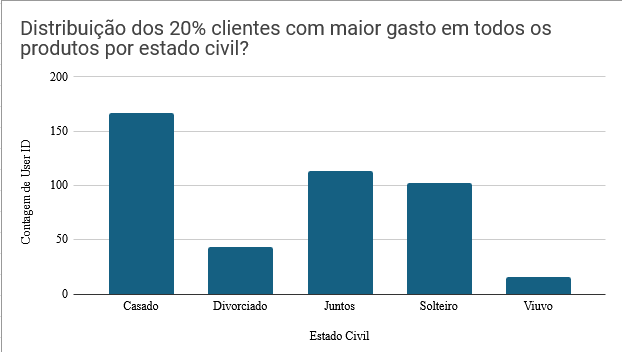 Distribuição dos 20% clientes com maior gasto em todos os
produtos por estado civil?
200
150
100
50
0
Contagem de User ID
Casado
Divorciado
Juntos
Solteiro
Viuvo
Estado Civil